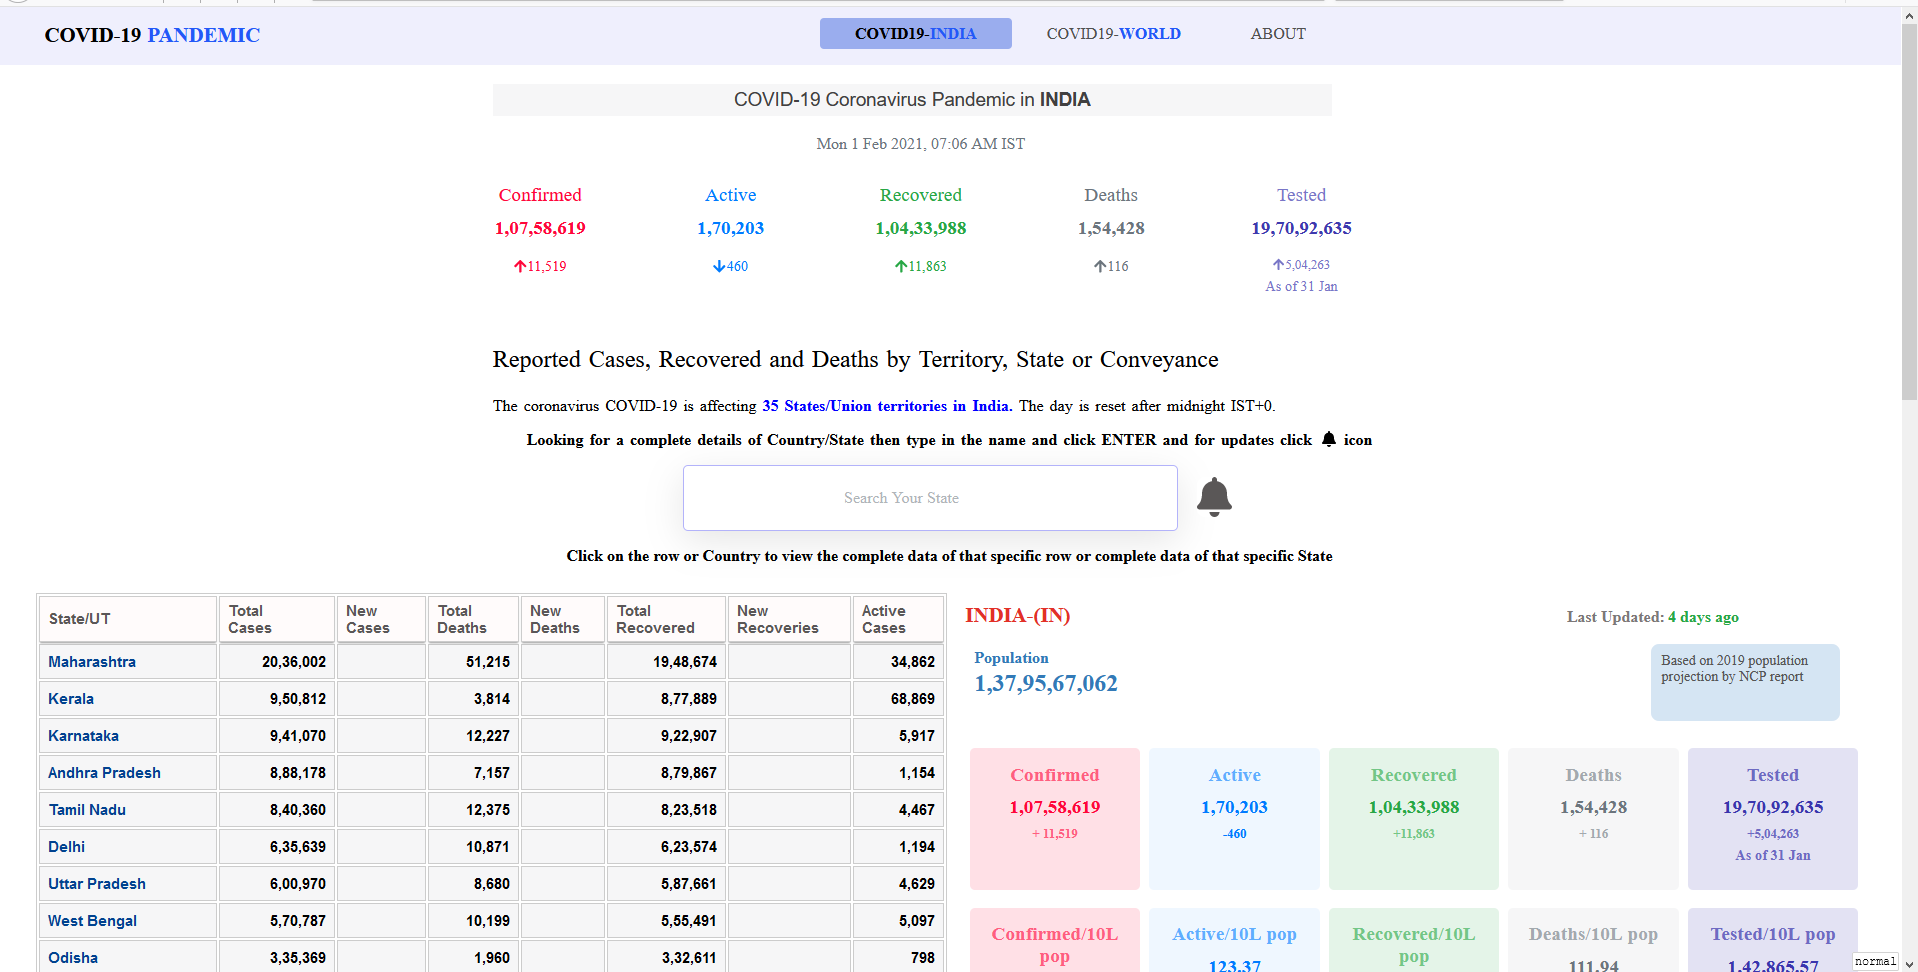 COVID-19 PANDEMIC
COVID19-INDIA
COVID19-WORLD
ABOUT
COVID-19 Coronavirus Pandemic in INDIA
Mon 1 Feb 2021, 07:06 AM IST
Confirmed Active Recovered Deaths Tested
1,07,58,619 1,70,203 1,04,33,988 1,54,428 19,70,92,635
↑11,519 ↓460 ↑11,863 ↑116 ↑5,04,263
As of 31 Jan
Reported Cases, Recovered and Deaths by Territory, State or Conveyance
The coronavirus COVID-19 is affecting 35 States/Union territories in India. The day is reset after midnight IST+0.
Looking for a complete details of Country/State then type in the name and click ENTER and for updates click icon
Search Your State
Click on the row or Country to view the complete data of that specific row or complete data of that specific State
State/UT Total Cases New Cases Total Deaths New Deaths Total Recovered New Recoveries Active Cases
Maharashtra 20,36,002 51,215 19,48,674 34,862
Kerala 9,50,812 3,814 8,77,889 68,869
Karnataka 9,41,070 12,227 9,22,907 5,917
Andhra Pradesh 8,88,178 7,157 8,79,867 1,154
Tamil Nadu 8,40,360 12,375 8,23,518 4,467
Delhi 6,35,639 10,871 6,23,574 1,194
Uttar Pradesh 6,00,970 8,680 5,87,661 4,629
West Bengal 5,70,787 10,199 5,55,491 5,097
Odisha 3,35,369 1,960 3,32,611 798
INDIA-(IN)
Last Updated: 4 days ago
Population
1,37,95,67,062
Based on 2019 population
projection by NCP report
Confirmed Active Recovered Deaths Tested
1,07,58,619 1,70,203 1,04,33,988 1,54,428 19,70,92,635
+ 11,519 -460 +11,863 + 116 +5,04,263
As of 31 Jan
Confirmed/10L pop Active/10L pop Recovered/10L pop Deaths/10L pop Tested/10L pop
123.37 111.94 1,42,865.57
normal